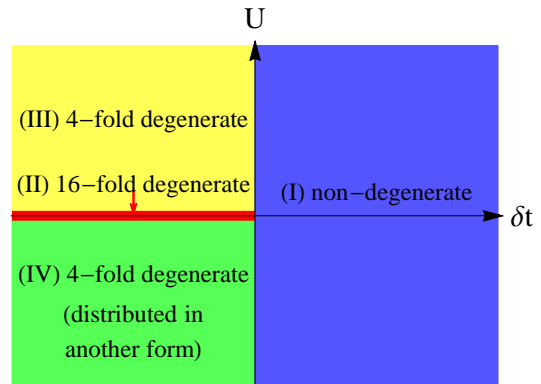 U
(III) 4−fold degenerate
(II) 16−fold degenerate
(I) non−degenerate
δt
(IV) 4−fold degenerate
(distributed in
another form)